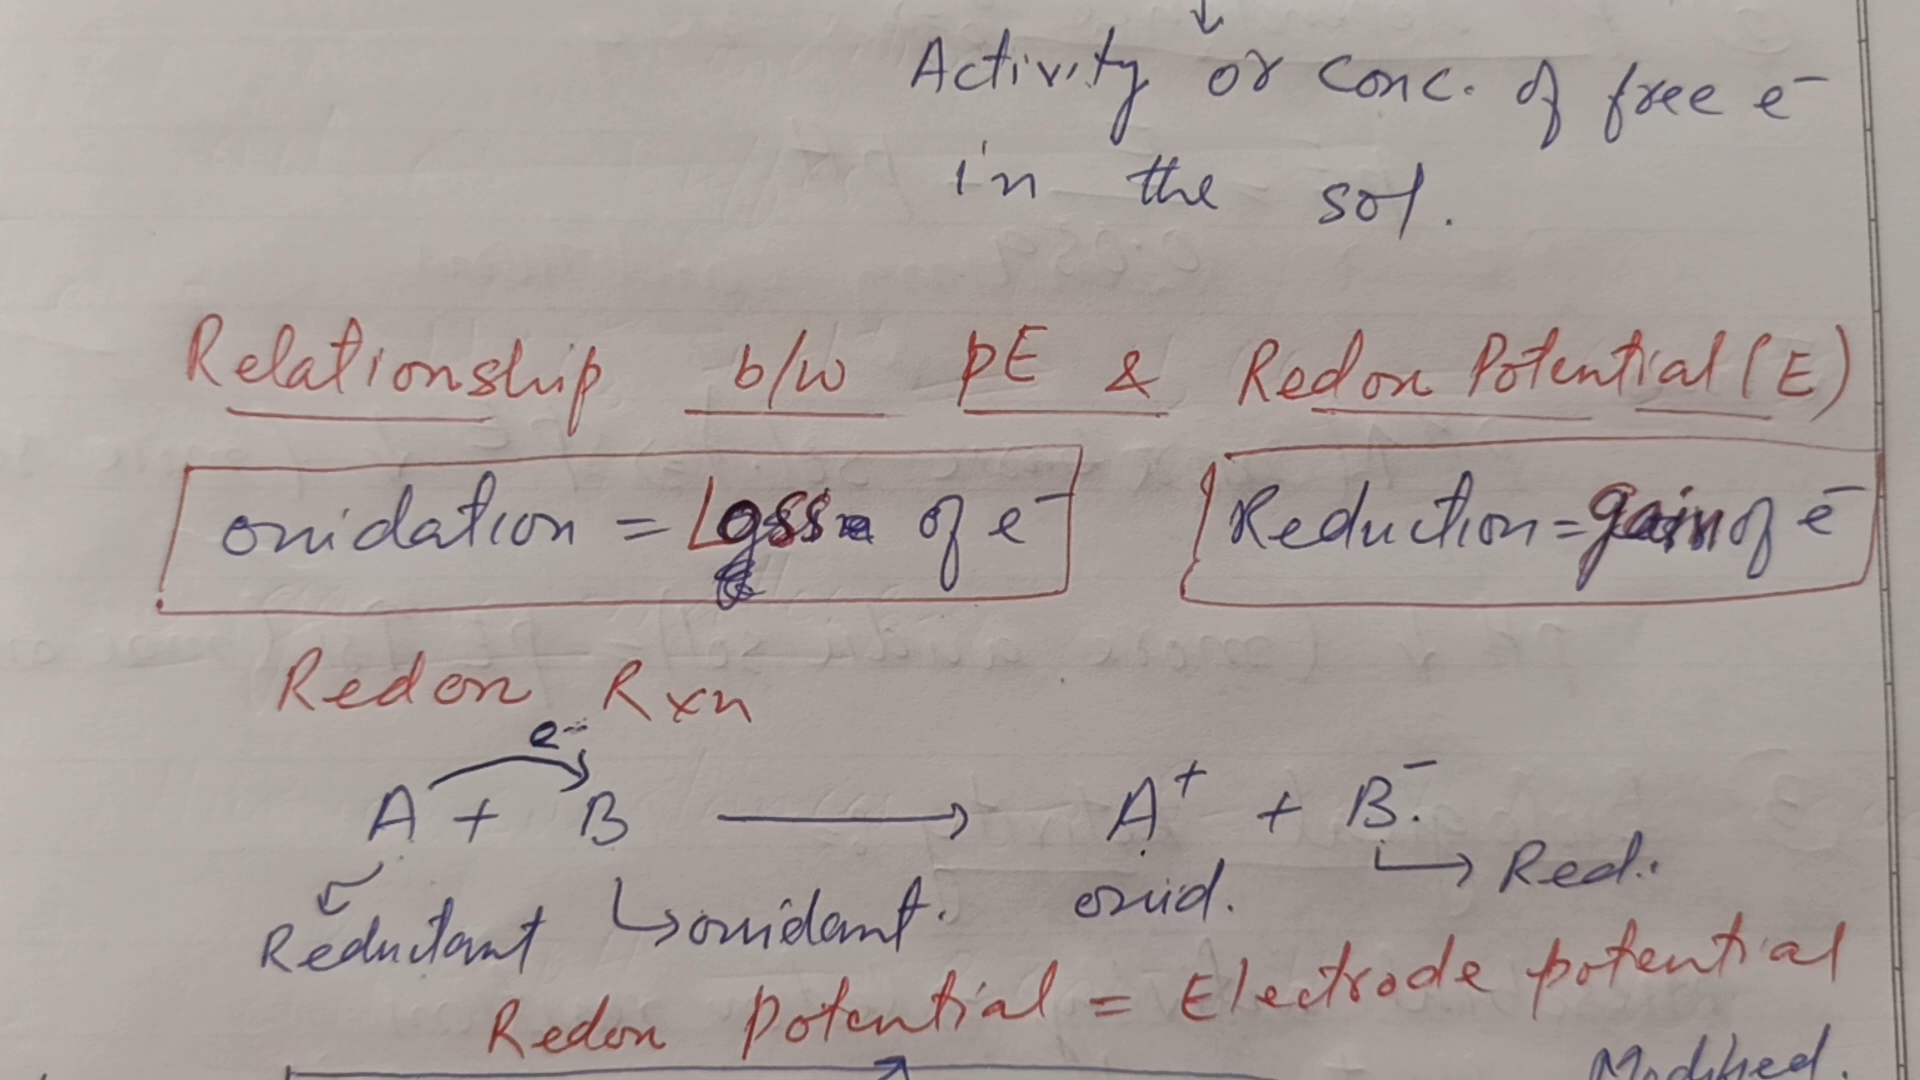 Activity or conc. of free e⁻
in the sol.
Relationship b/w pE & Redox Potential (E)
oxidation = Loss of e⁻
Reduction = gain of e⁻
Redox Rxn
e⁻
A + B ⟶ A⁺ + B⁻.
↳ Red.
Reductant ↳ oxidant. oxid.
Redox Potential = Electrode potential
Modified.